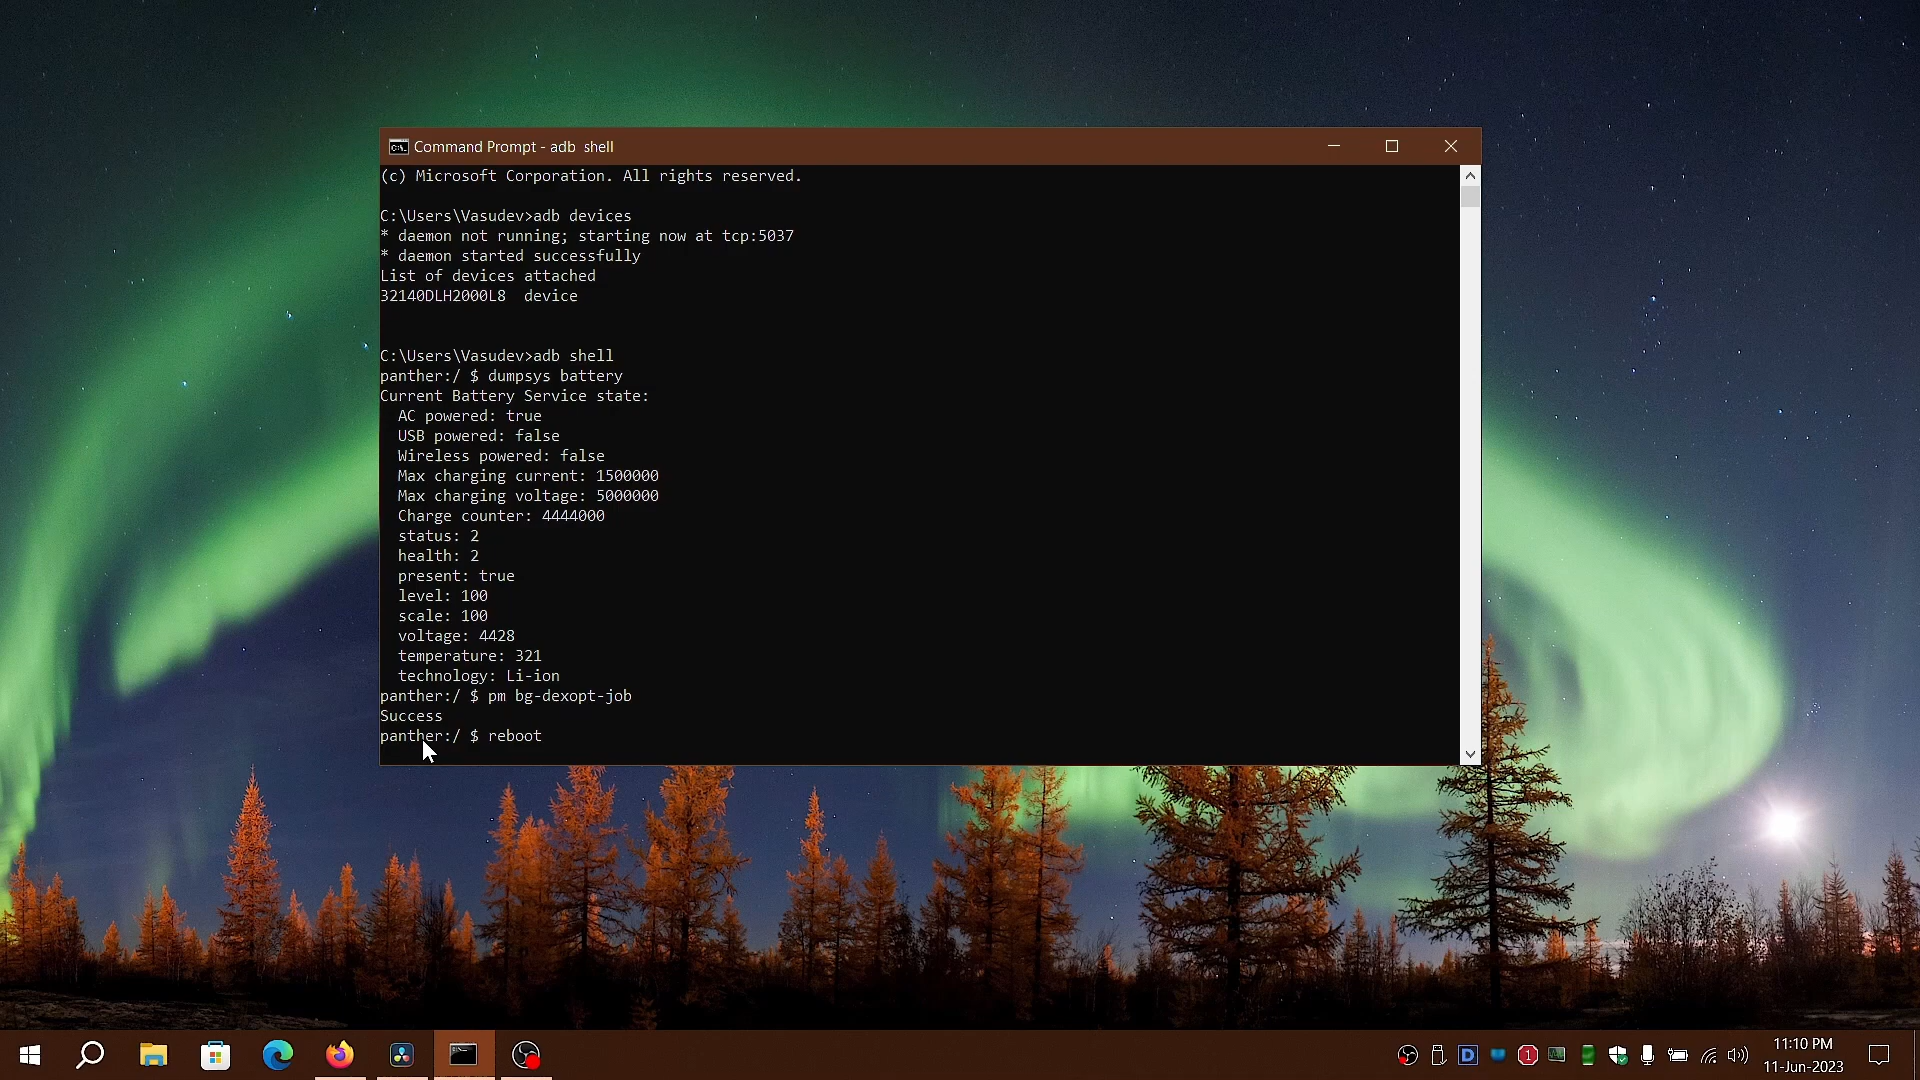 Command Prompt - adb  shell
(c) Microsoft Corporation. All rights reserved.
C:\Users\Vasudev>adb devices
* daemon not running; starting now at tcp:5037
* daemon started successfully
List of devices attached
32140DLH2000L8  device
C:\Users\Vasudev>adb shell
panther:/ $ dumpsys battery
Current Battery Service state:
  AC powered: true
  USB powered: false
  Wireless powered: false
  Max charging current: 1500000
  Max charging voltage: 5000000
  Charge counter: 4444000
  status: 2
  health: 2
  present: true
  level: 100
  scale: 100
  voltage: 4428
  temperature: 321
  technology: Li-ion
panther:/ $ pm bg-dexopt-job
Success
panther:/ $ reboot
11:10 PM
11-Jun-2023